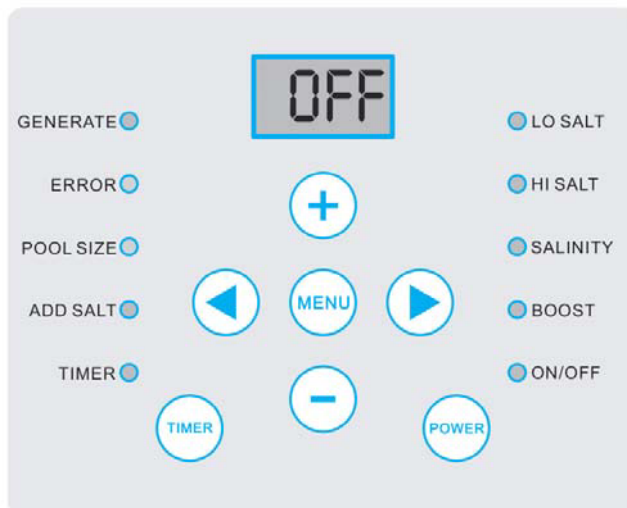 OFF
GENERATE
LO SALT
ERROR
HI SALT
+
POOL SIZE
SALINITY
MENU
ADD SALT
BOOST
TIMER
ON/OFF
-
TIMER
POWER